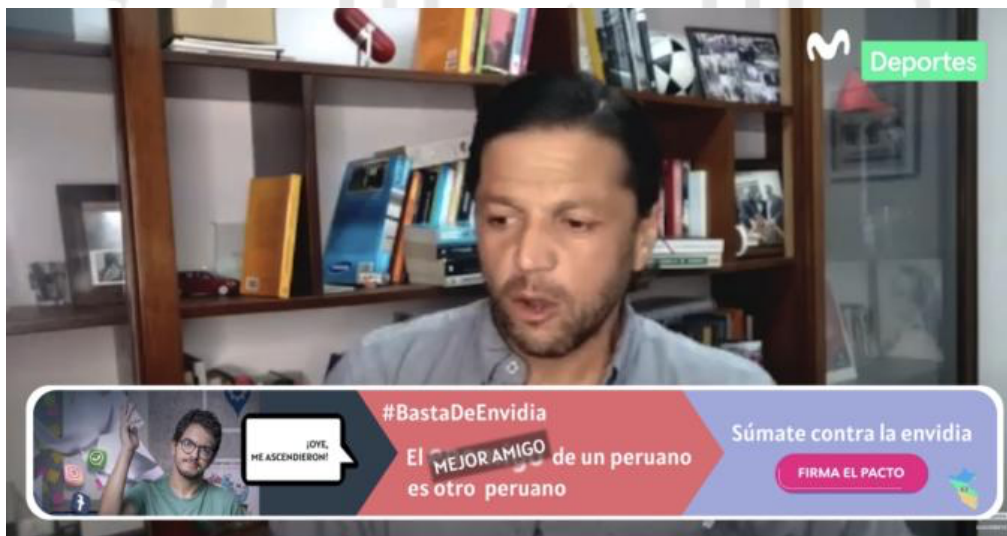 Deportes
¡OYE,
ME ASCENDIERON!
#BastaDeEnvidia
El MEJOR AMIGO de un peruano
es otro peruano
Súmate contra la envidia
FIRMA EL PACTO